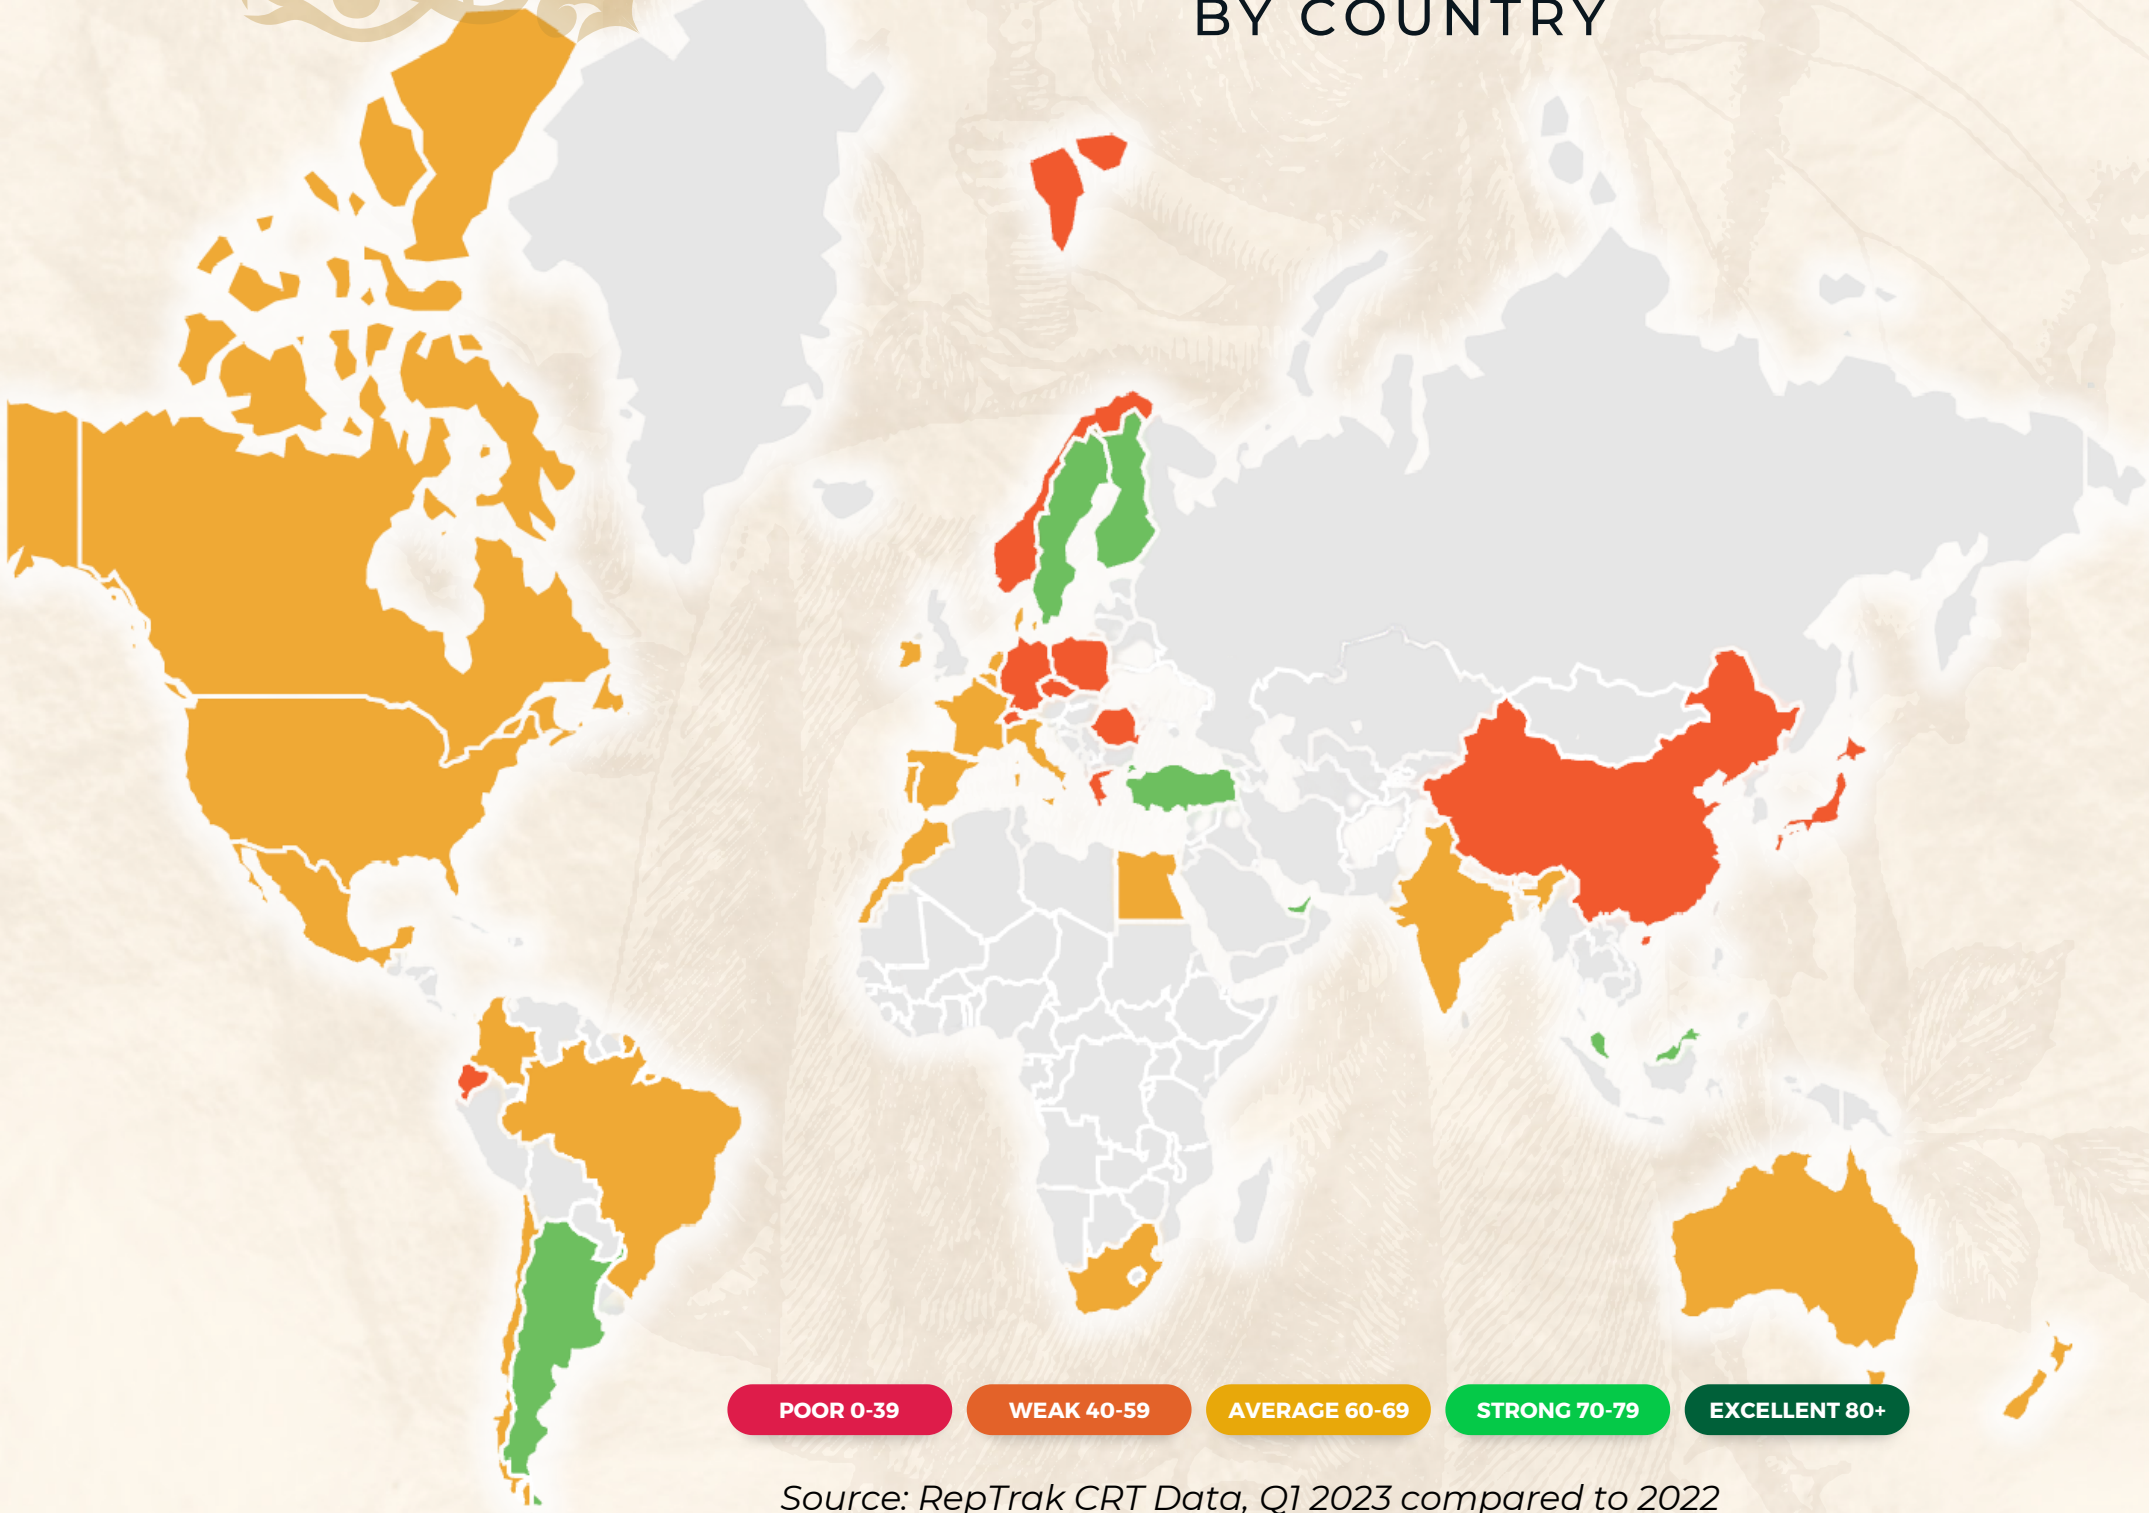 BY COUNTRY
POOR 0-39
WEAK 40-59
AVERAGE 60-69
STRONG 70-79
EXCELLENT 80+
Source: RepTrak CRT Data, Q1 2023 compared to 2022